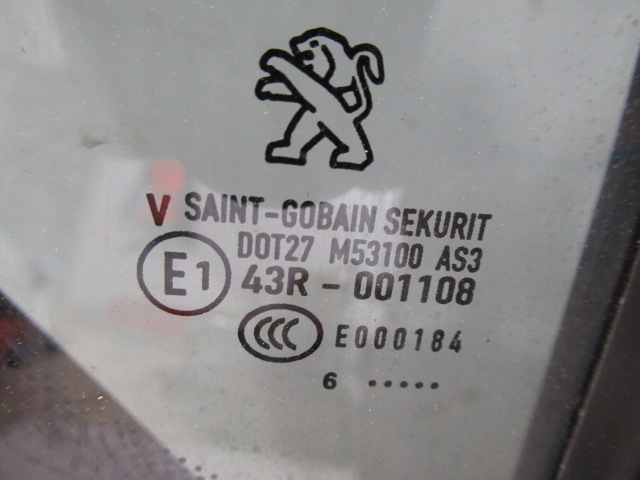 V SAINT-GOBAIN SEKURIT
DOT27 M53100 AS3
E1 43R - 001108
CCC E000184
6 •••••